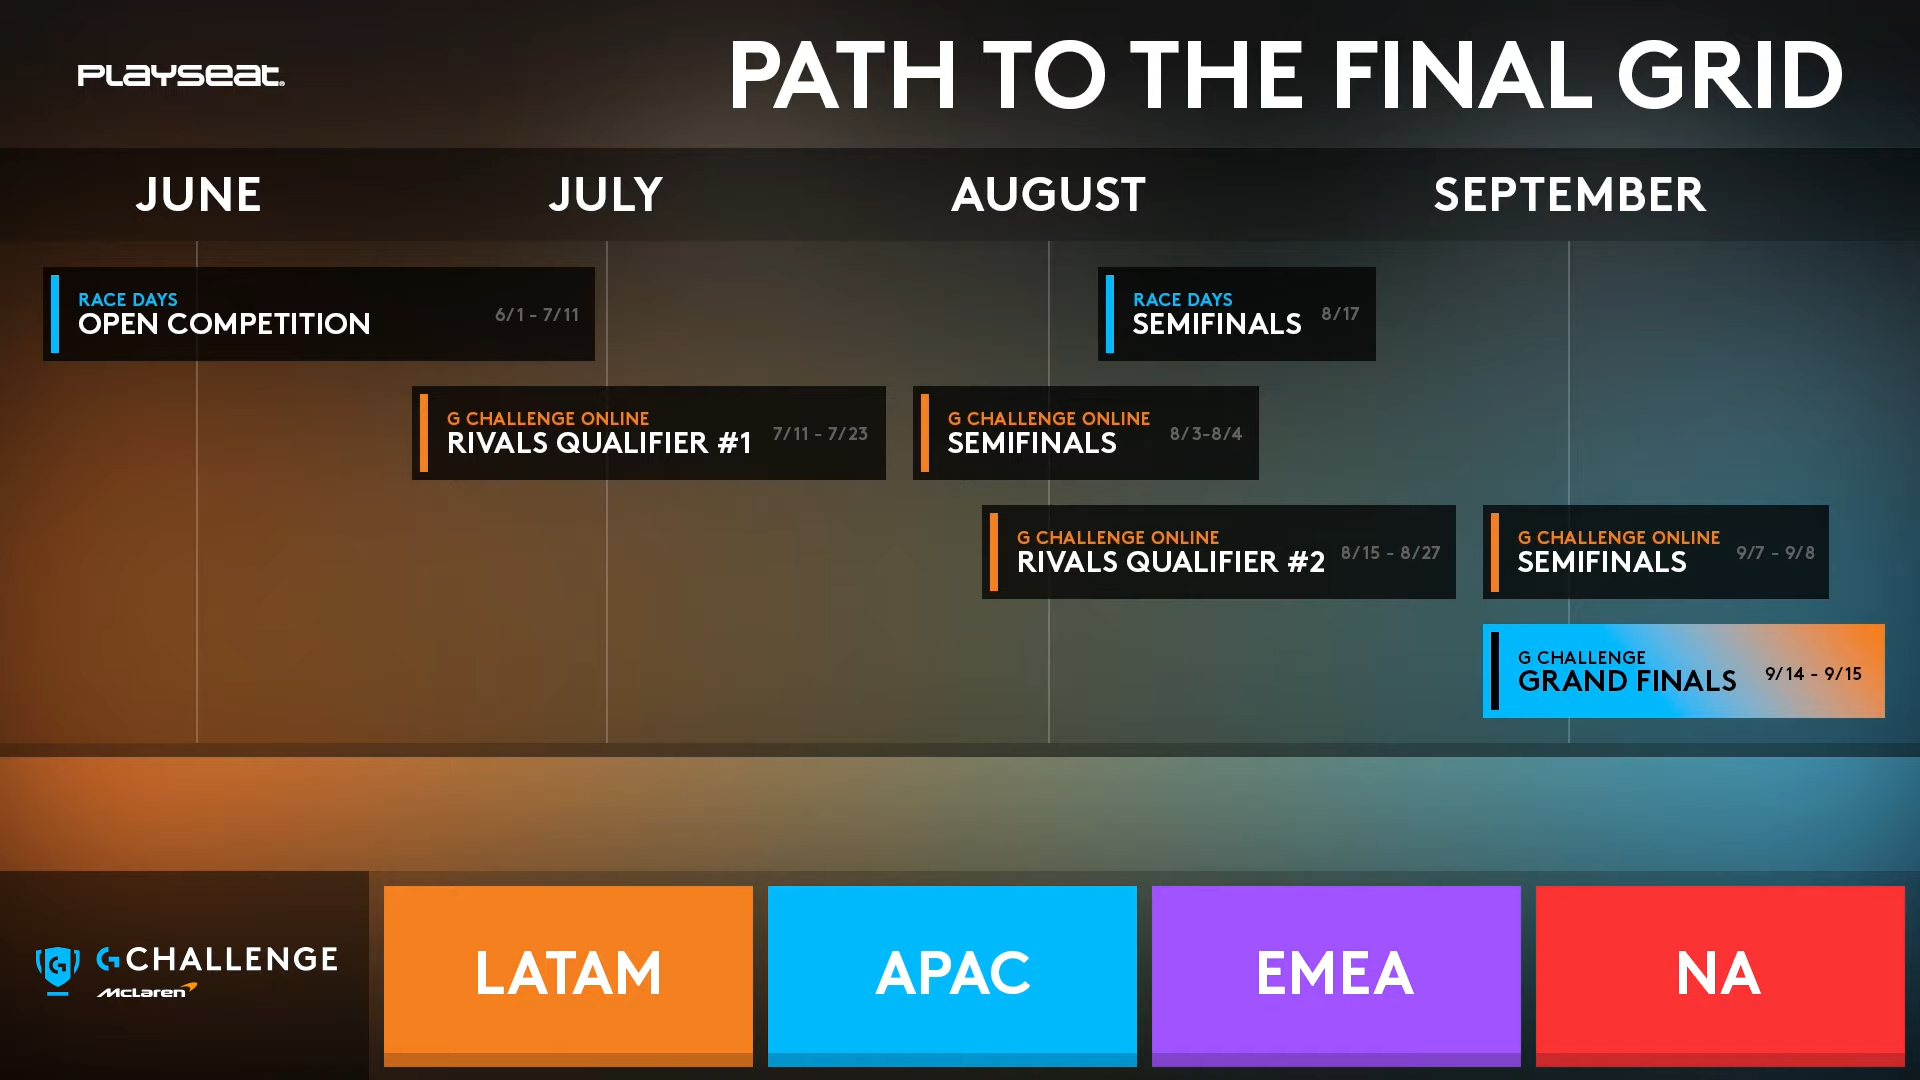 PLAYSEAT
PATH TO THE FINAL GRID
JUNE
JULY
AUGUST
SEPTEMBER
RACE DAYS
OPEN COMPETITION
6/1 - 7/11
RACE DAYS
SEMIFINALS
8/17
G CHALLENGE ONLINE
RIVALS QUALIFIER #1
7/11 - 7/23
G CHALLENGE ONLINE
SEMIFINALS
8/3-8/4
G CHALLENGE ONLINE
RIVALS QUALIFIER #2
8/15 - 8/27
G CHALLENGE ONLINE
SEMIFINALS
9/7 - 9/8
G CHALLENGE
GRAND FINALS
9/14 - 9/15
G CHALLENGE
McLaren
LATAM
APAC
EMEA
NA